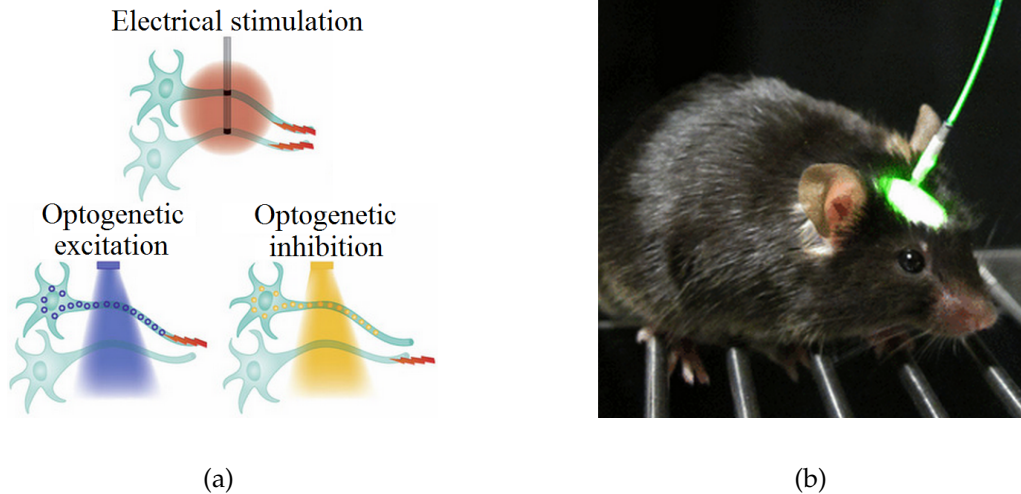 Electrical stimulation
Optogenetic
excitation
Optogenetic
inhibition
(a)
(b)